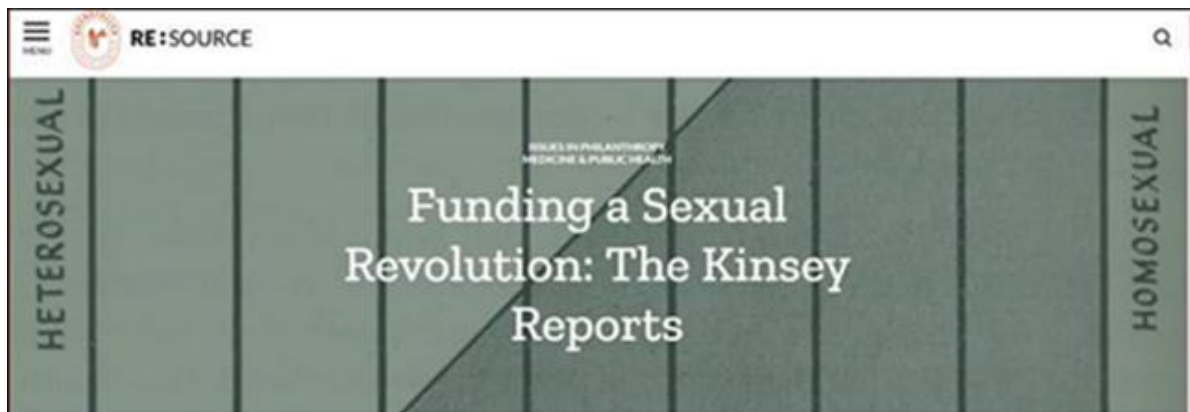 MENU
RE:SOURCE
HETEROSEXUAL
ISSUES IN PHILANTHROPY
MEDICINE & PUBLIC HEALTH
Funding a Sexual
Revolution: The Kinsey
Reports
HOMOSEXUAL